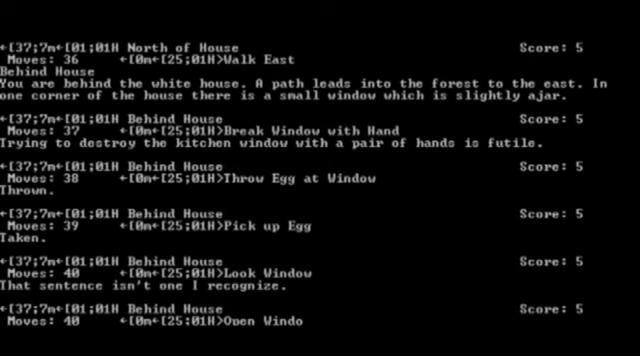 ←[37;7m←[01;01H North of House Score: 5
Moves: 36 ←[0m←[25;01H>Walk East
Behind House
You are behind the white house. A path leads into the forest to the east. In
one corner of the house there is a small window which is slightly ajar.
←[37;7m←[01;01H Behind House Score: 5
Moves: 37 ←[0m←[25;01H>Break Window with Hand
Trying to destroy the kitchen window with a pair of hands is futile.
←[37;7m←[01;01H Behind House Score: 5
Moves: 38 ←[0m←[25;01H>Throw Egg at Window
Thrown.
←[37;7m←[01;01H Behind House Score: 5
Moves: 39 ←[0m←[25;01H>Pick up Egg
Taken.
←[37;7m←[01;01H Behind House Score: 5
Moves: 40 ←[0m←[25;01H>Look Window
That sentence isn't one I recognize.
←[37;7m←[01;01H Behind House Score: 5
Moves: 40 ←[0m←[25;01H>Open Windo